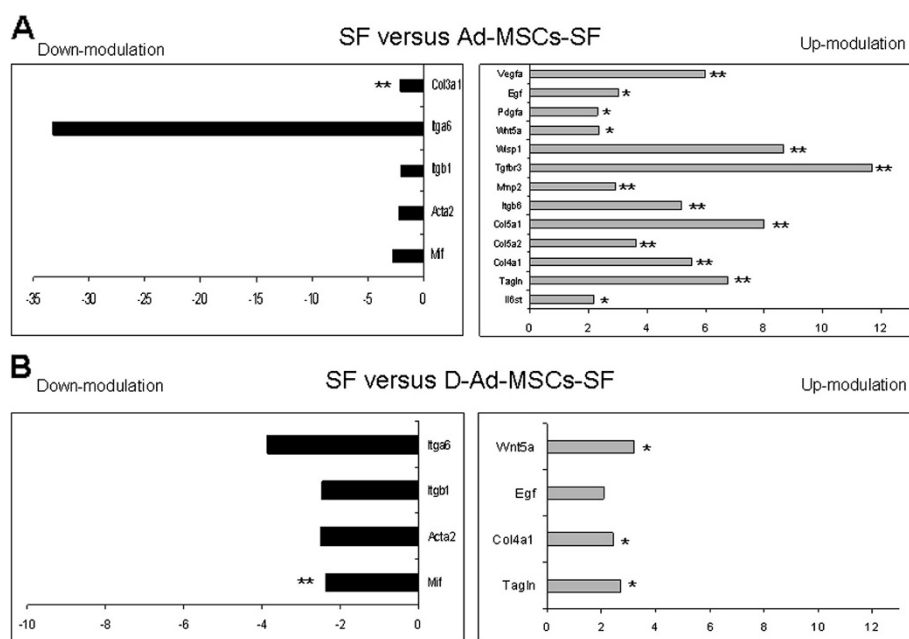 A
SF versus Ad-MSCs-SF
Down-modulation
Up-modulation
** Col3a1
Itga6
Itgb1
Acta2
Mif
-35 -30 -25 -20 -15 -10 -5 0
Vegfa **
Egf *
Pdgfa *
Wnt5a *
Wisp1 **
Tgfbr3 **
Mmp2 **
Itgb6 **
Col5a1 **
Col5a2 **
Col4a1 **
Tagln **
Il6st *
0 2 4 6 8 10 12
B
SF versus D-Ad-MSCs-SF
Down-modulation
Up-modulation
Itga6
Itgb1
Acta2
** Mif
-10 -8 -6 -4 -2 0
Wnt5a *
Egf
Col4a1 *
Tagln *
0 2 4 6 8 10 12